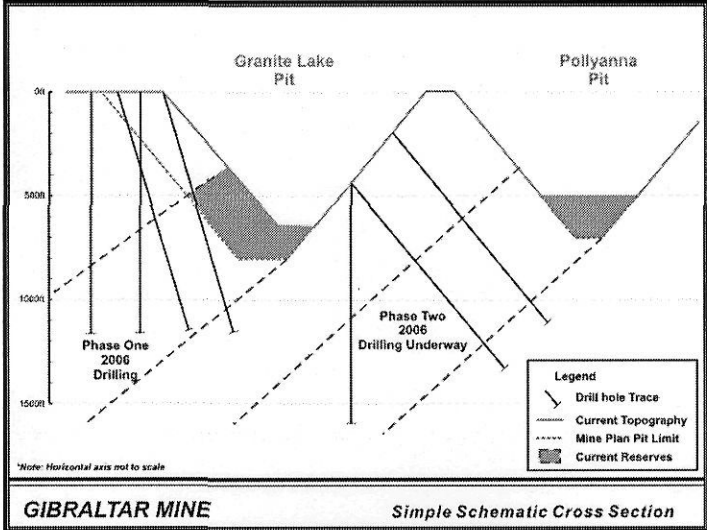 Granite Lake
Pit
Pollyanna
Pit
0ft
500ft
1000ft
1500ft
Phase One
2006
Drilling
Phase Two
2006
Drilling Underway
Legend
Drill hole Trace
Current Topography
Mine Plan Pit Limit
Current Reserves
*Note: Horizontal axis not to scale
GIBRALTAR MINE
Simple Schematic Cross Section